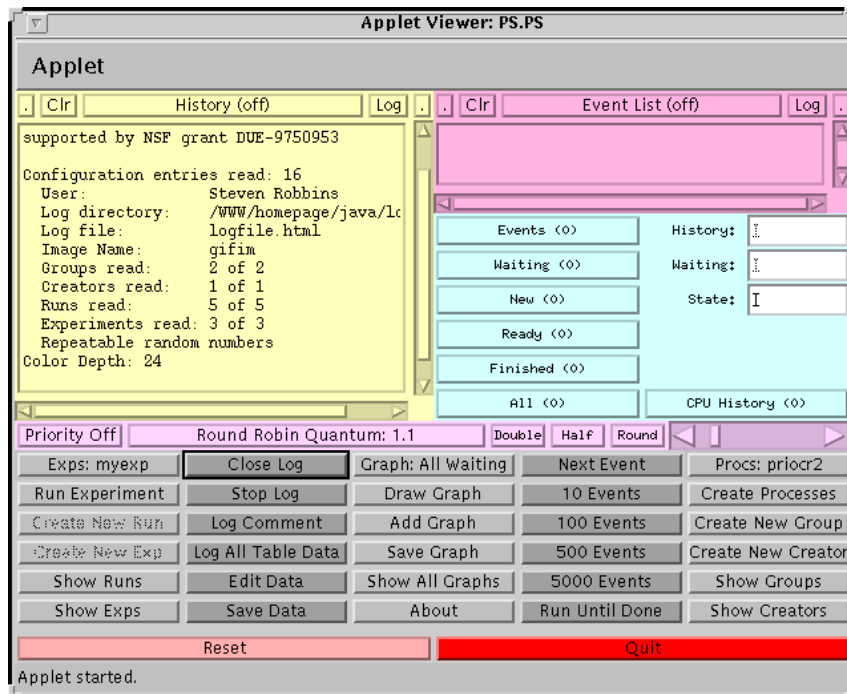 Applet Viewer: PS.PS
Applet
. Clr History (off) Log .
supported by NSF grant DUE-9750953
Configuration entries read: 16
User: Steven Robbins
Log directory: /WWW/homepage/java/lo
Log file: logfile.html
Image Name: gifim
Groups read: 2 of 2
Creators read: 1 of 1
Runs read: 5 of 5
Experiments read: 3 of 3
Repeatable random numbers
Color Depth: 24
. Clr Event List (off) Log .
Events (0) History:
Waiting (0) Waiting:
New (0) State:
Ready (0)
Finished (0)
All (0) CPU History (0)
Priority Off Round Robin Quantum: 1.1 Double Half Round
Exps: myexp Close Log Graph: All Waiting Next Event Procs: priocr2
Run Experiment Stop Log Draw Graph 10 Events Create Processes
Create New Run Log Comment Add Graph 100 Events Create New Group
Create New Exp Log All Table Data Save Graph 500 Events Create New Creator
Show Runs Edit Data Show All Graphs 5000 Events Show Groups
Show Exps Save Data About Run Until Done Show Creators
Reset Quit
Applet started.